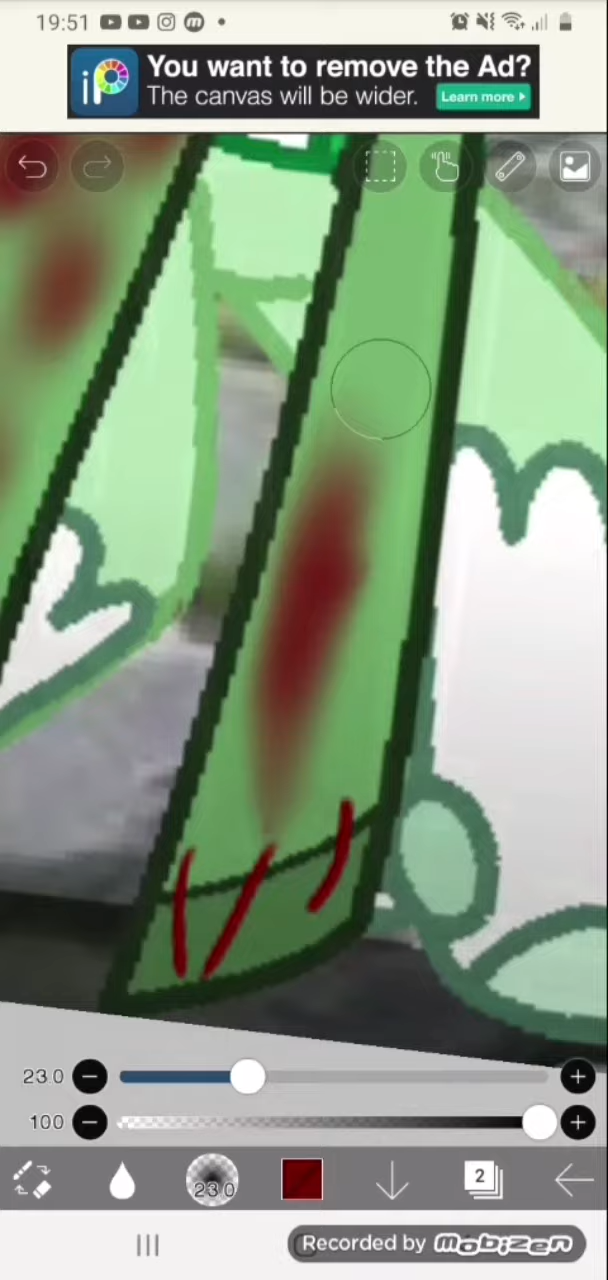 19:51
You want to remove the Ad?
The canvas will be wider.
Learn more
iP
23.0
100
23.0
2
Recorded by mobizen